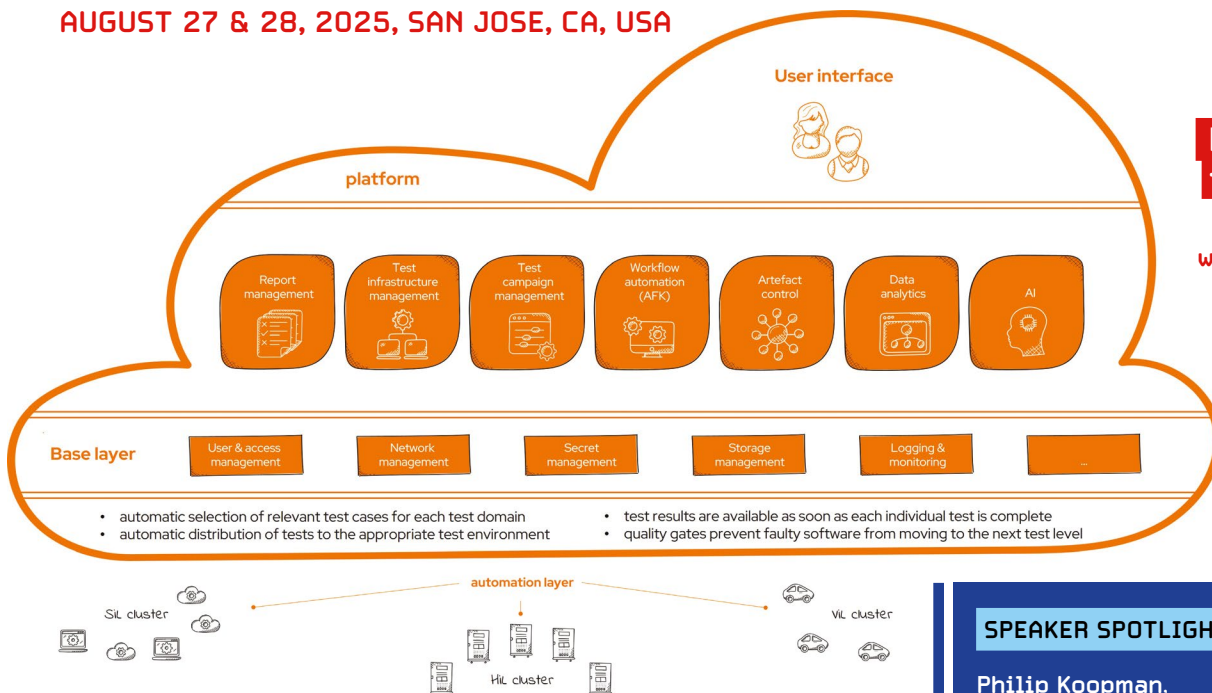 AUGUST 27 & 28, 2025, SAN JOSE, CA, USA
User interface
platform
Report
management
Test
infrastructure
management
Test
campaign
management
Workflow
automation
(AFK)
Artefact
control
Data
analytics
AI
Base layer
User & access
management
Network
management
Secret
management
Storage
management
Logging &
monitoring
...
• automatic selection of relevant test cases for each test domain
• automatic distribution of tests to the appropriate test environment
• test results are available as soon as each individual test is complete
• quality gates prevent faulty software from moving to the next test level
automation layer
SiL cluster
HiL cluster
ViL cluster
SPEAKER SPOTLIGH
Philip Koopman,